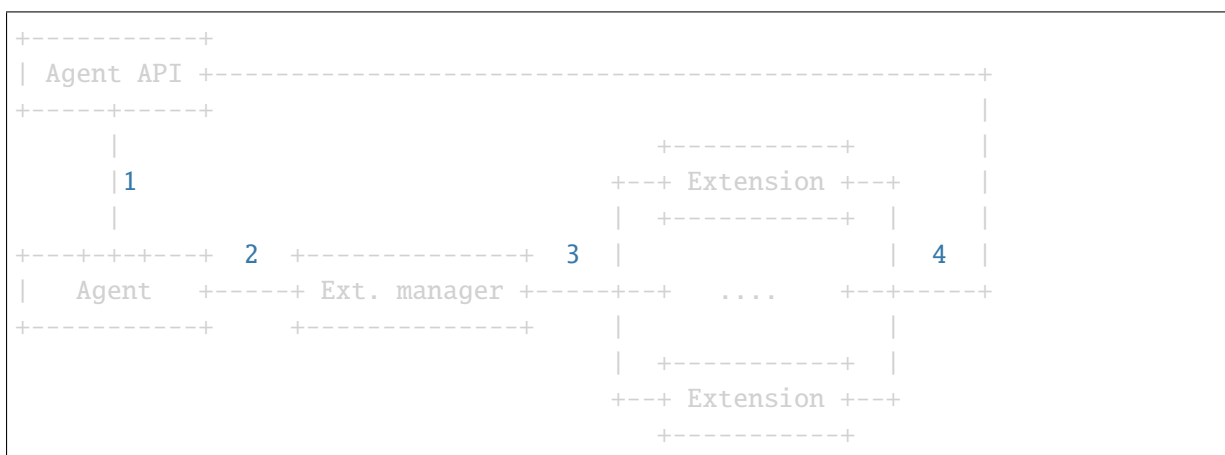 +-----------+
| Agent API +--------------------------------------------------+
+------+------+                                                  |
       |                                   +------------+        |
       |1                               +--+ Extension +--+     |
       |                                |  +------------+  |     |
+----+-+-+----+  2  +---------------+  3  |                  |  4  |
|   Agent   +------+ Ext. manager +------+--+   ....    +--+-----+
+------------+     +---------------+     |                  |
                                        |  +------------+  |
                                        +--+ Extension +--+
                                           +------------+